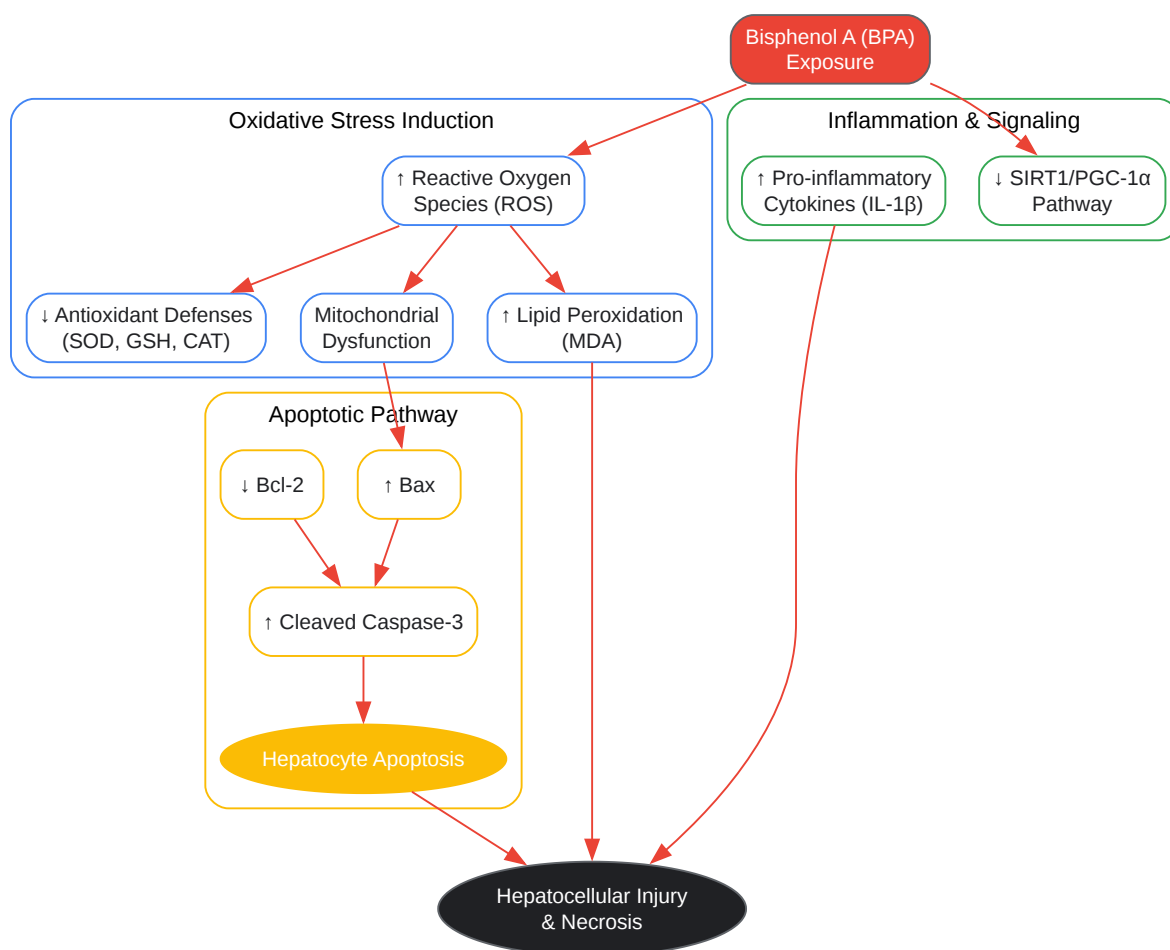 Bisphenol A (BPA)
Exposure
Oxidative Stress Induction
Inflammation & Signaling
↑ Reactive Oxygen
Species (ROS)
↑ Pro-inflammatory
Cytokines (IL-1β)
↓ SIRT1/PGC-1α
Pathway
↓ Antioxidant Defenses
(SOD, GSH, CAT)
Mitochondrial
Dysfunction
↑ Lipid Peroxidation
(MDA)
Apoptotic Pathway
↓ Bcl-2
↑ Bax
↑ Cleaved Caspase-3
Hepatocyte Apoptosis
Hepatocellular Injury
& Necrosis